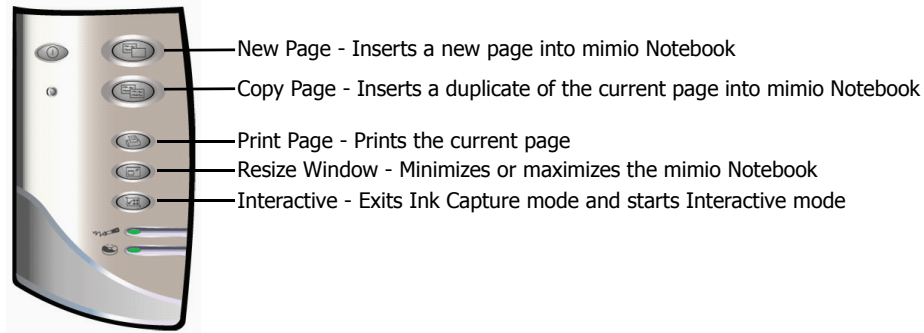 New Page - Inserts a new page into mimio Notebook
Copy Page - Inserts a duplicate of the current page into mimio Notebook
Print Page - Prints the current page
Resize Window - Minimizes or maximizes the mimio Notebook
Interactive - Exits Ink Capture mode and starts Interactive mode